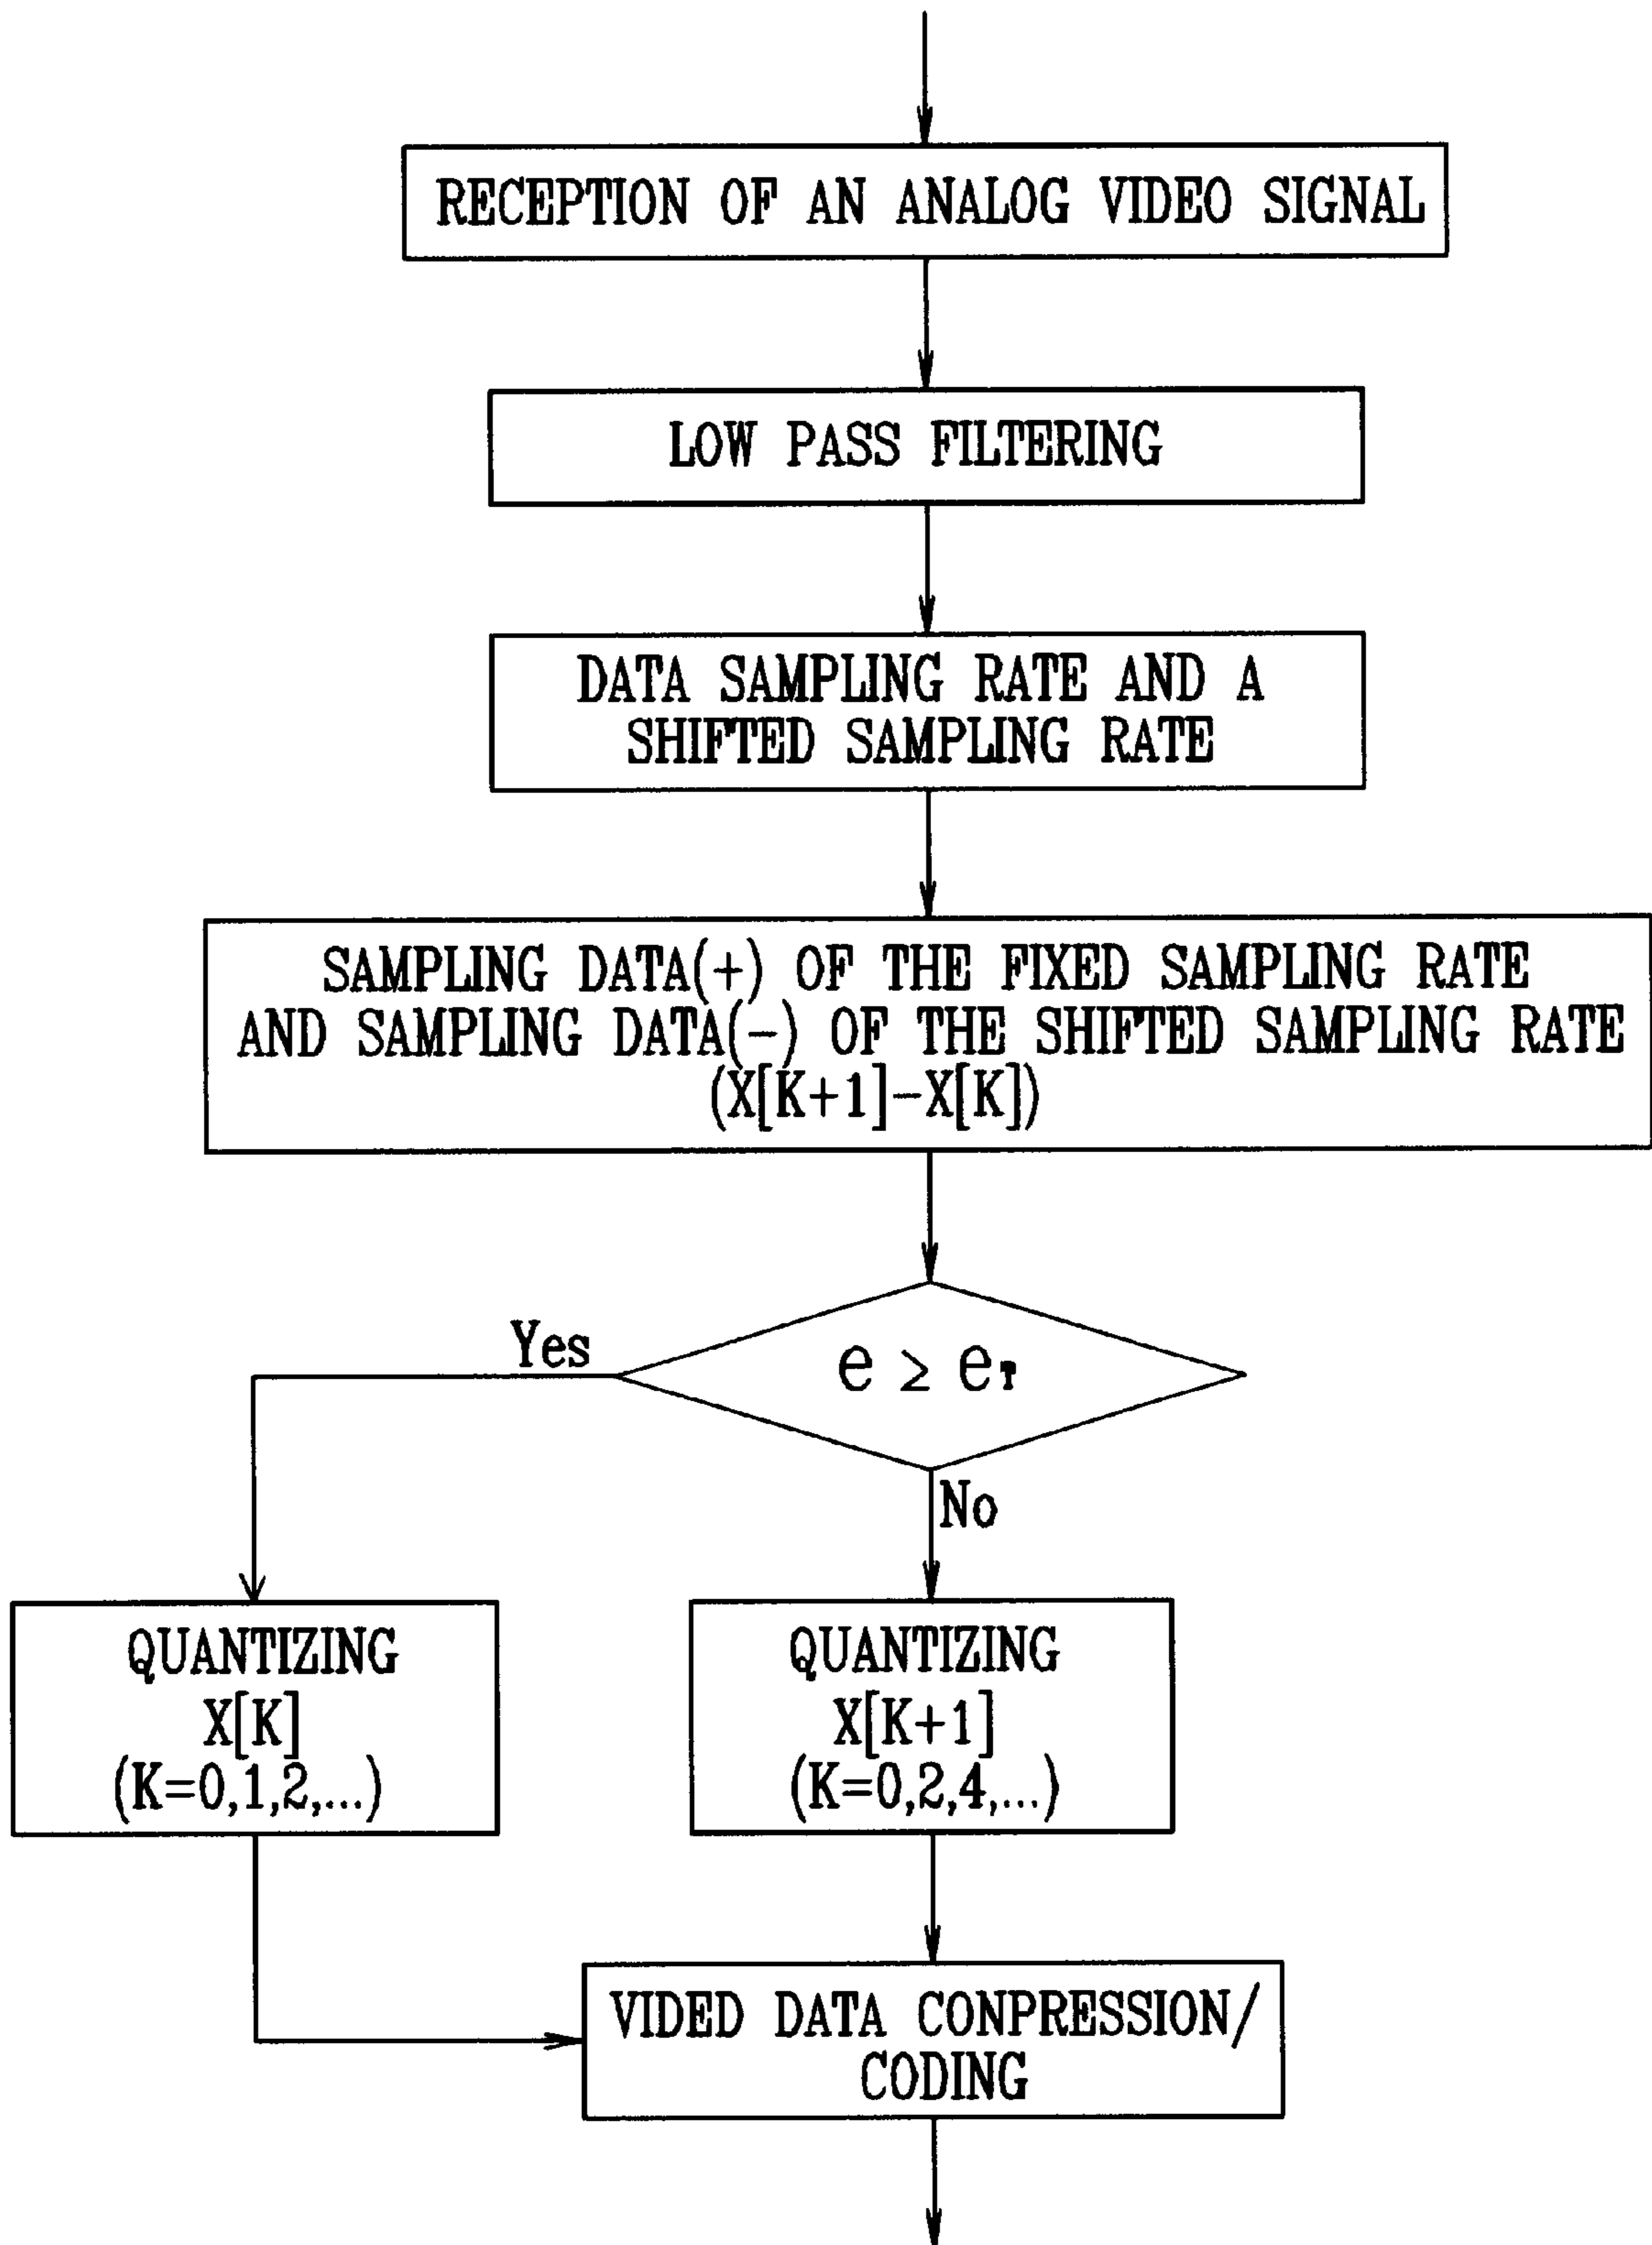 RECEPTION OF AN ANALOG VIDEO SIGNAL
LOW PASS FILTERING
DATA SAMPLING RATE AND A
SHIFTED SAMPLING RATE
SAMPLING DATA(+) OF THE FIXED SAMPLING RATE
AND SAMPLING DATA(-) OF THE SHIFTED SAMPLING RATE
(X[K+1]-X[K])
e ≥ eT
Yes
No
QUANTIZING
X[K]
(K=0,1,2,...)
QUANTIZING
X[K+1]
(K=0,2,4,...)
VIDED DATA CONPRESSION/
CODING